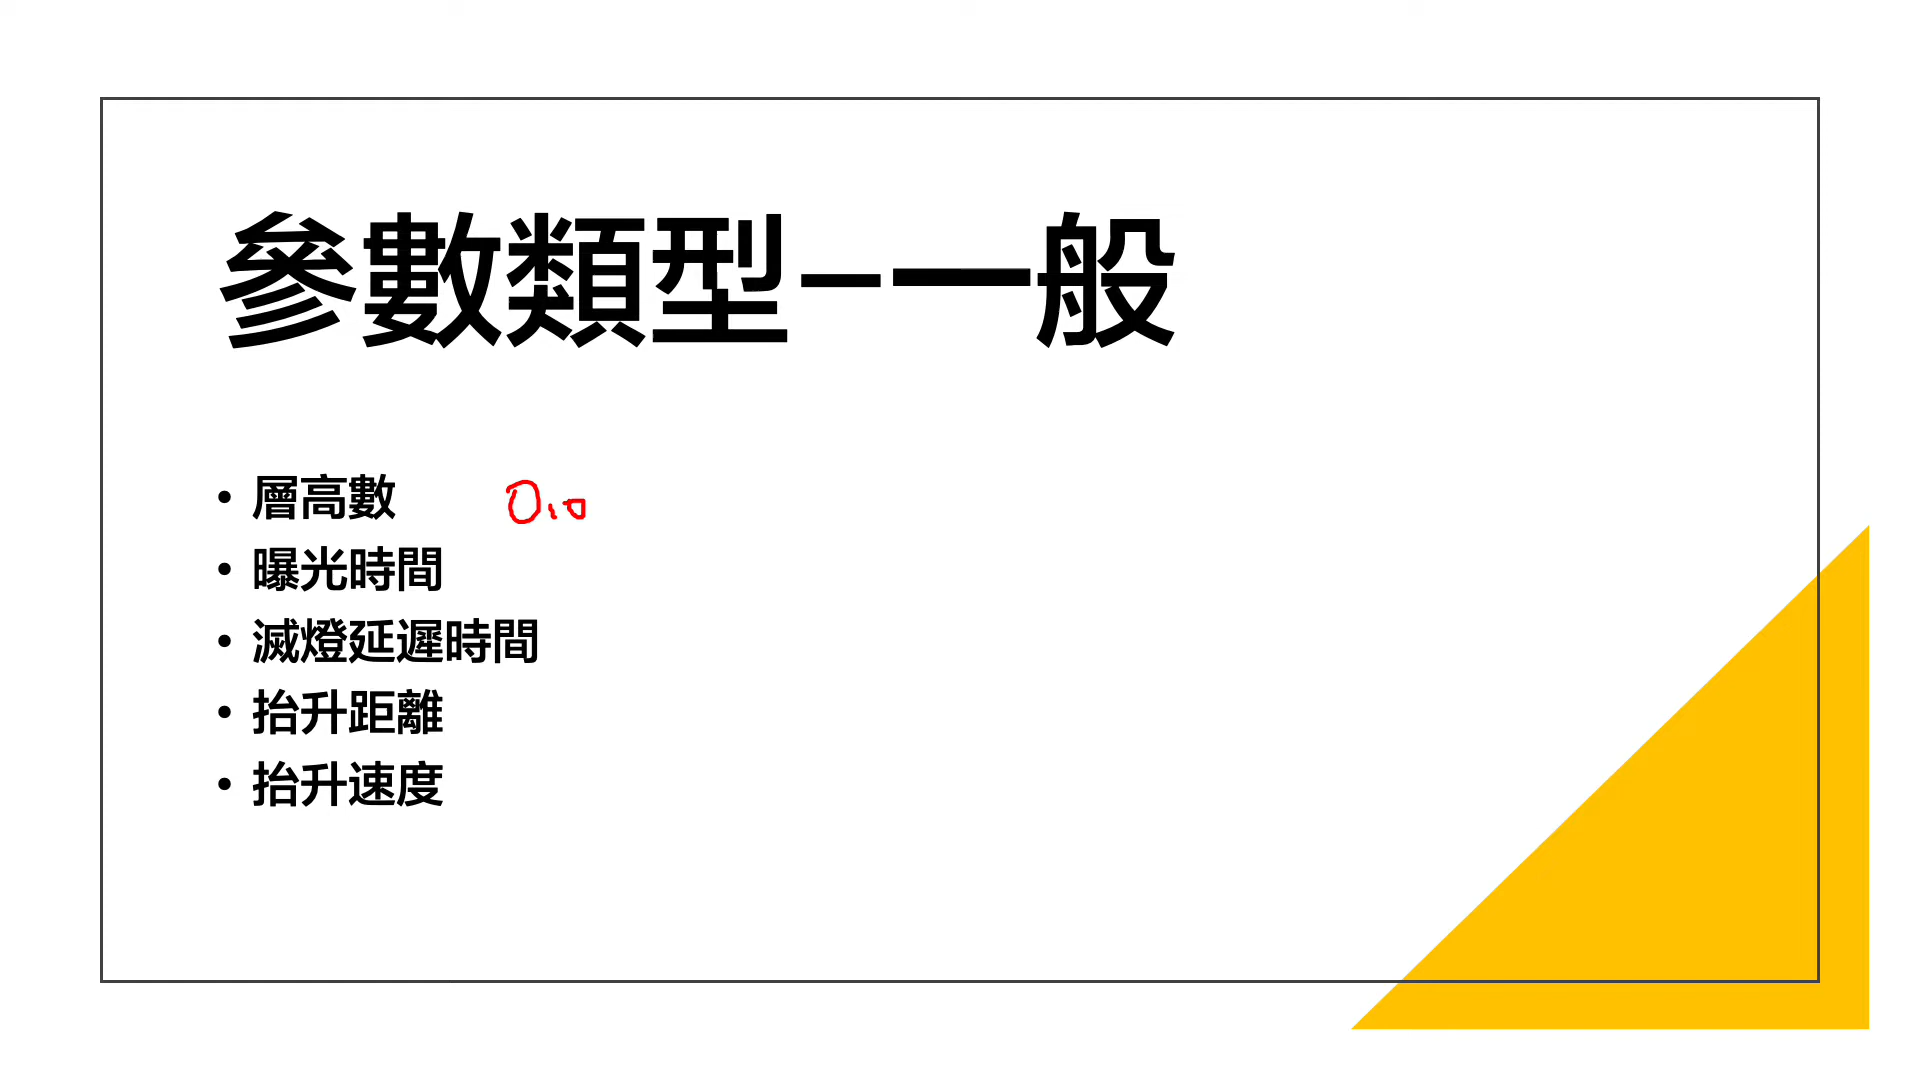 參數類型–一般
• 層高數 0.0
• 曝光時間
• 滅燈延遲時間
• 抬升距離
• 抬升速度